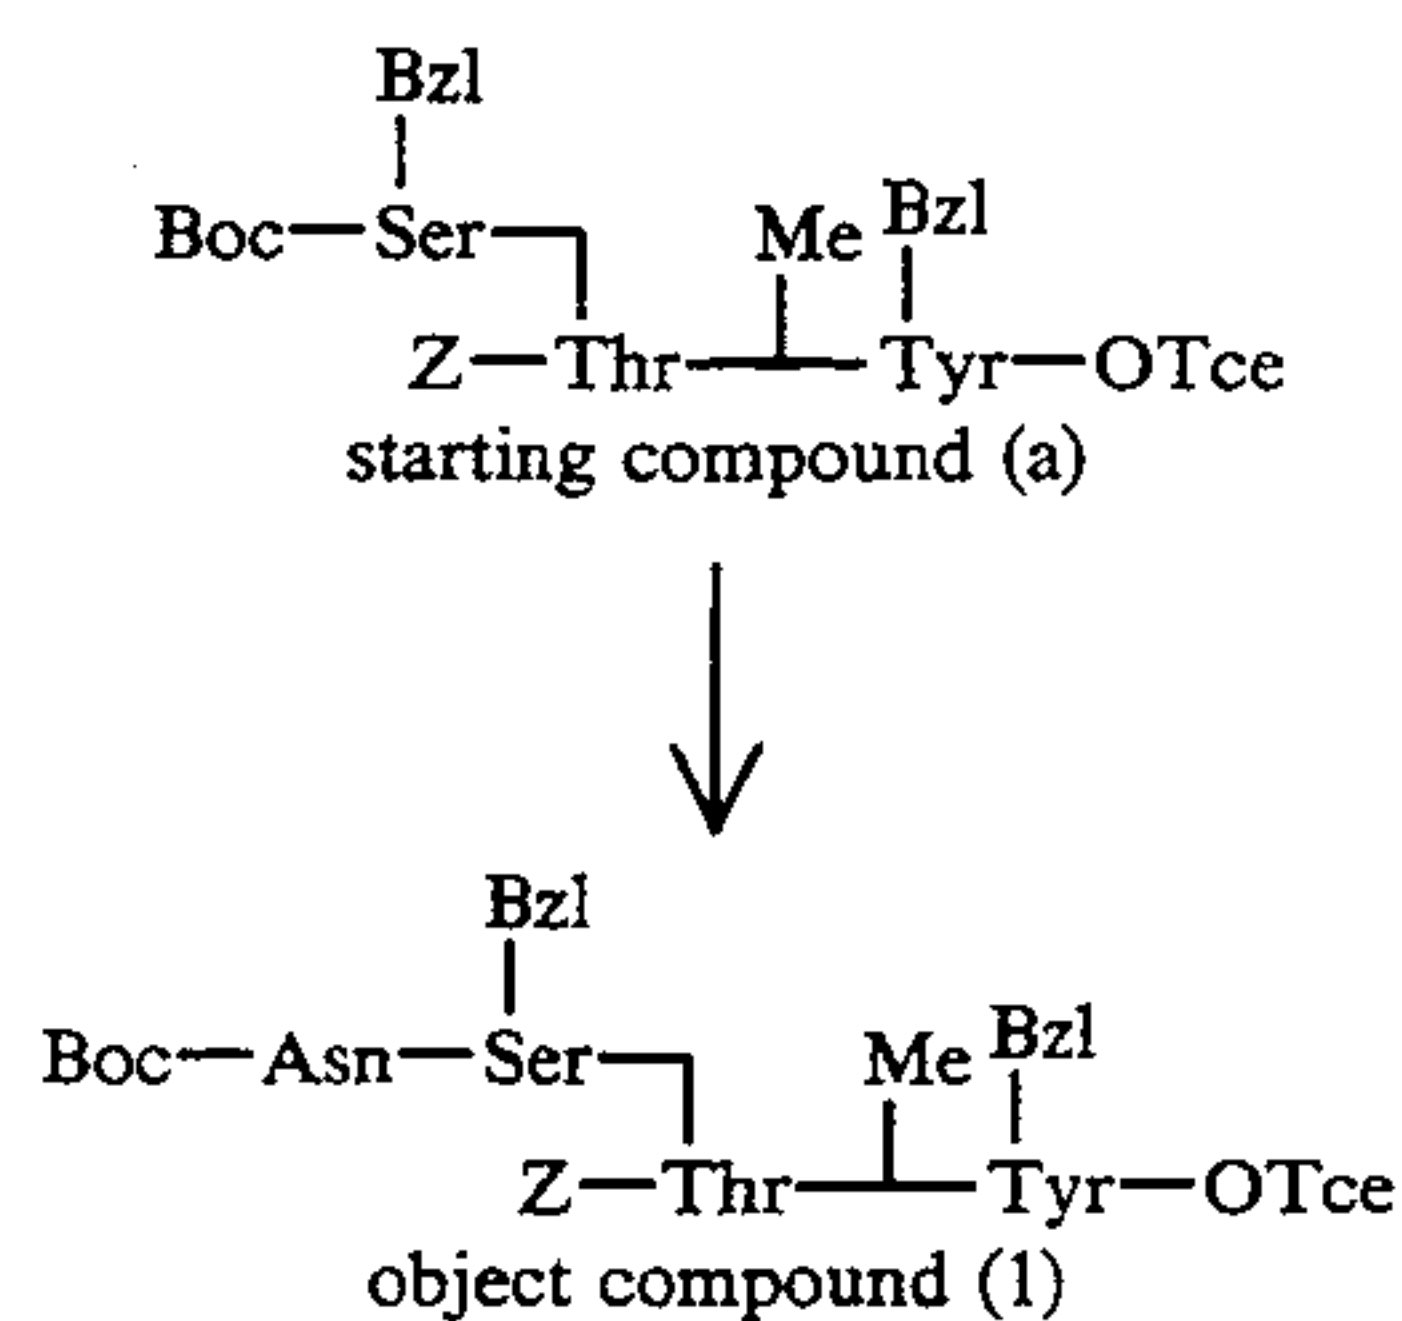 Bzl
Boc—Ser
Me Bzl
Z—Thr Tyr—OTce
starting compound (a)
Bzl
Boc—Asn—Ser
Me Bzl
Z—Thr Tyr—OTce
object compound (1)